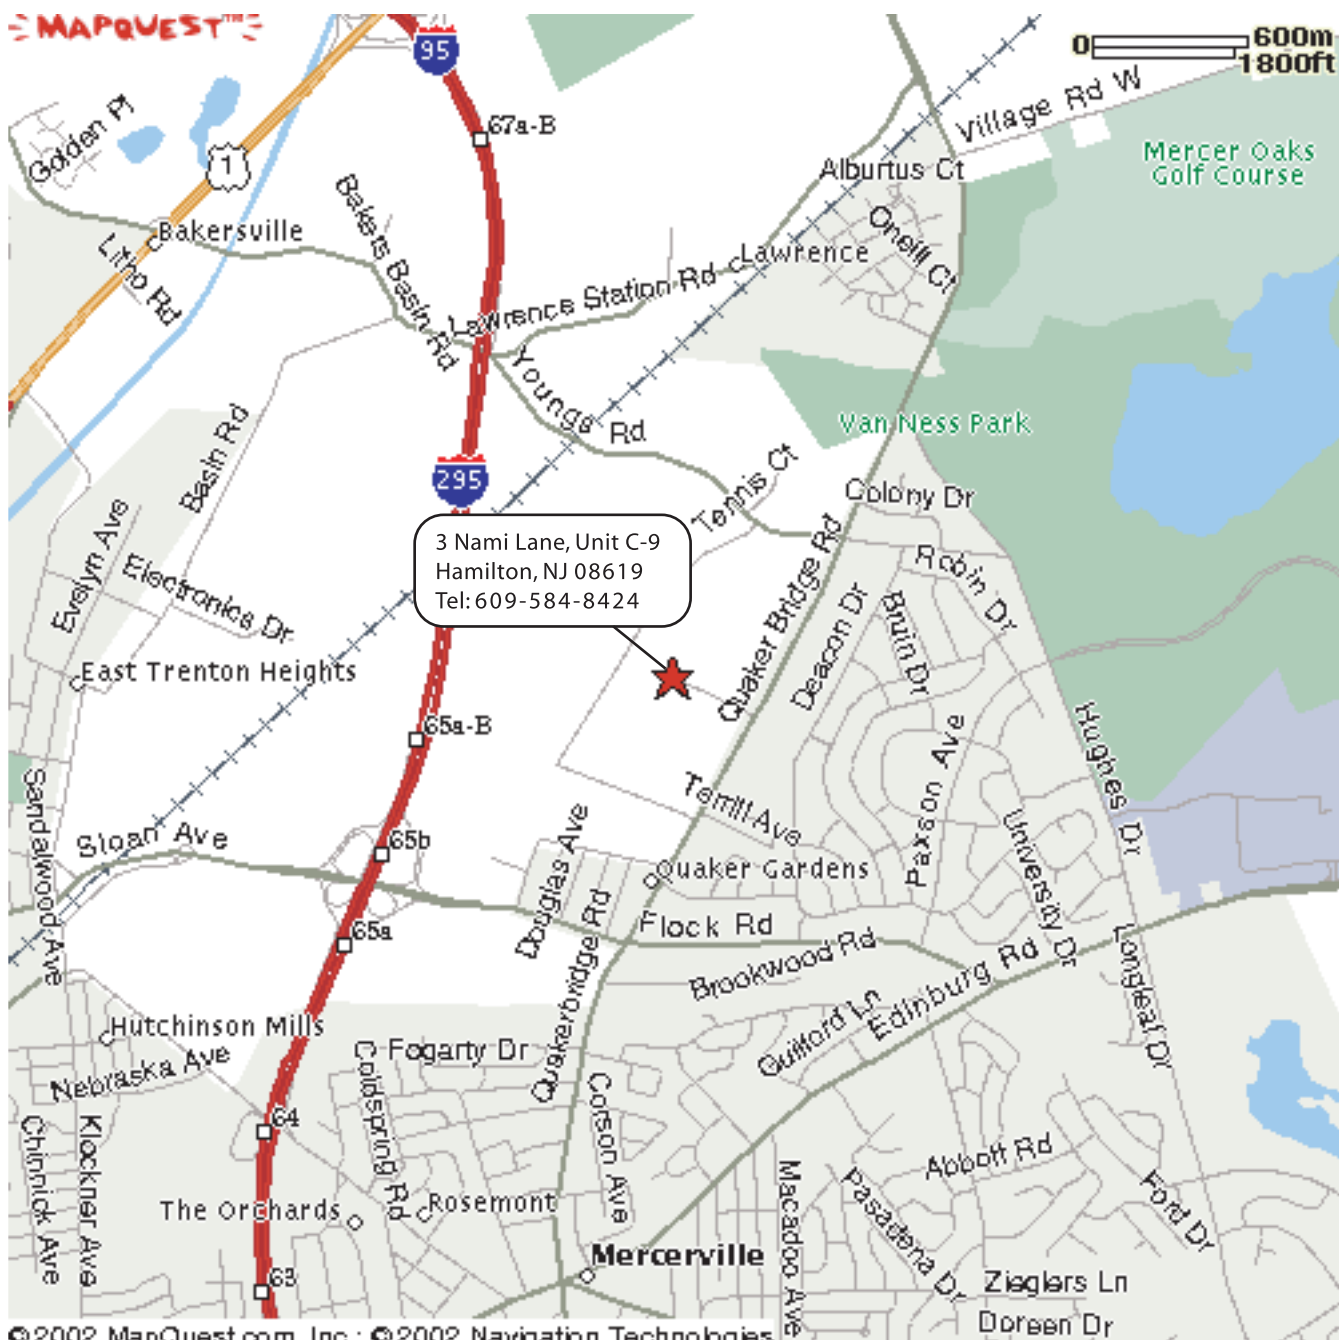 MAPQUEST™
95
0
600m
1800ft
67a-B
Village Rd W
Golden Pl
1
Mercer Oaks
Golf Course
Alburtus Ct
Bakersville
Litho Rd
Bakers Basin Rd
Oneill Ct
Lawrence
Lawrence Station Rd
Youngs Rd
Van Ness Park
Basin Rd
295
Tennis Ct
Colony Dr
Evelyn Ave
Electronics Dr
3 Nami Lane, Unit C-9
Hamilton, NJ 08619
Tel: 609-584-8424
Quaker Bridge Rd
Robin Dr
Deacon Dr
Bruin Dr
East Trenton Heights
65a-B
Hughes Dr
Paxson Ave
Sandalwood Ave
Sloan Ave
65b
Douglas Ave
Terrill Ave
University Dr
Quaker Gardens
65a
Flock Rd
Brookwood Rd
Edinburg Rd
Longleaf Dr
Quakerbridge Rd
Guilford Ln
Hutchinson Mills
Nebraska Ave
Fogarty Dr
Coldspring Rd
Corson Ave
64
Chinnick Ave
Klockner Ave
Abbott Rd
The Orchards
Rosemont
Macadoo Ave
Pasadena Dr
Ford Dr
63
Mercerville
Zieglers Ln
Doreen Dr
©2002 MapQuest.com, Inc.; ©2002 Navigation Technologies